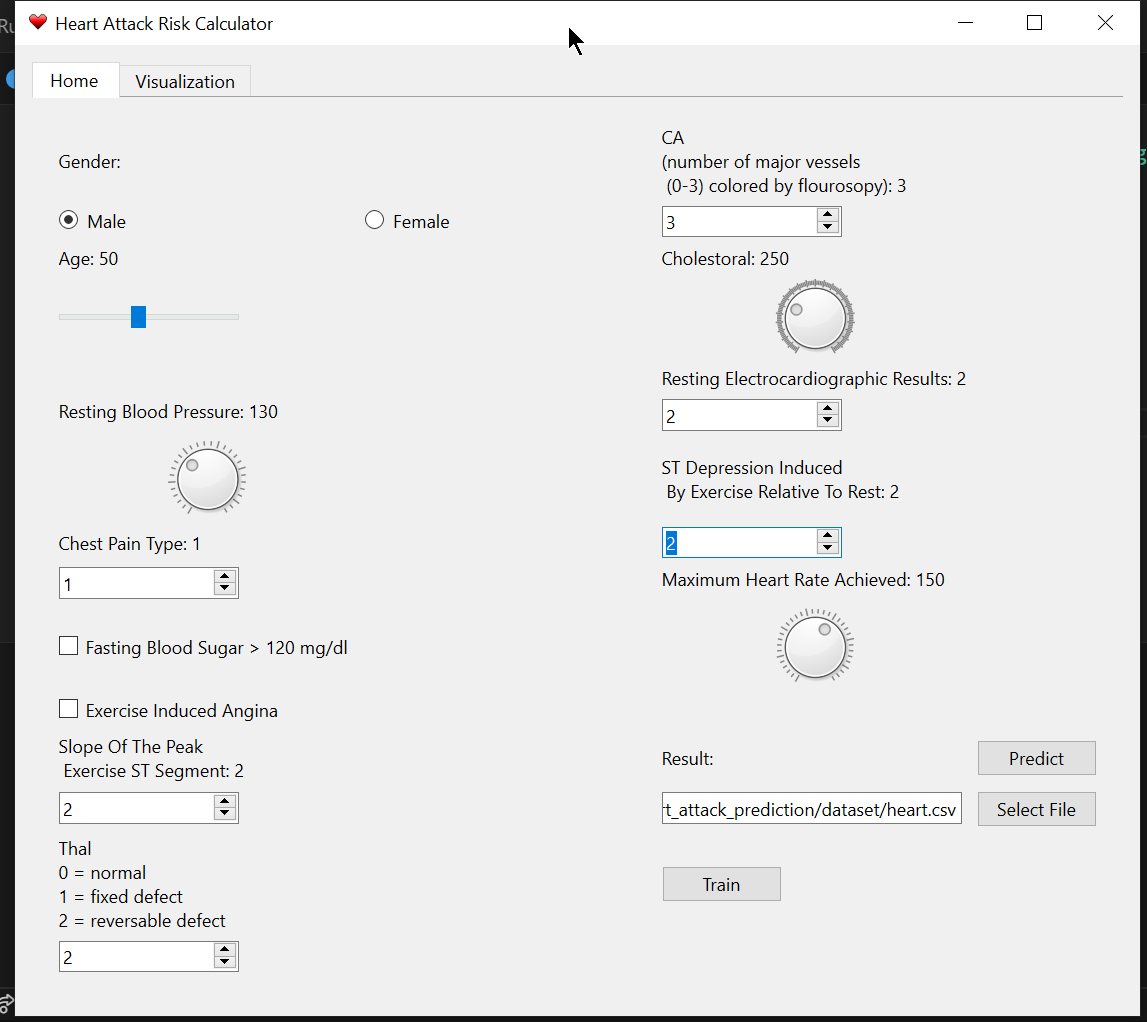 Heart Attack Risk Calculator
Home
Visualization
Gender:
Male
Female
Age: 50
Resting Blood Pressure: 130
Chest Pain Type: 1
1
Fasting Blood Sugar > 120 mg/dl
Exercise Induced Angina
Slope Of The Peak
Exercise ST Segment: 2
2
Thal
0 = normal
1 = fixed defect
2 = reversable defect
2
CA
(number of major vessels
(0-3) colored by flourosopy): 3
3
Cholestoral: 250
Resting Electrocardiographic Results: 2
2
ST Depression Induced
By Exercise Relative To Rest: 2
2
Maximum Heart Rate Achieved: 150
Result:
Predict
t_attack_prediction/dataset/heart.csv
Select File
Train